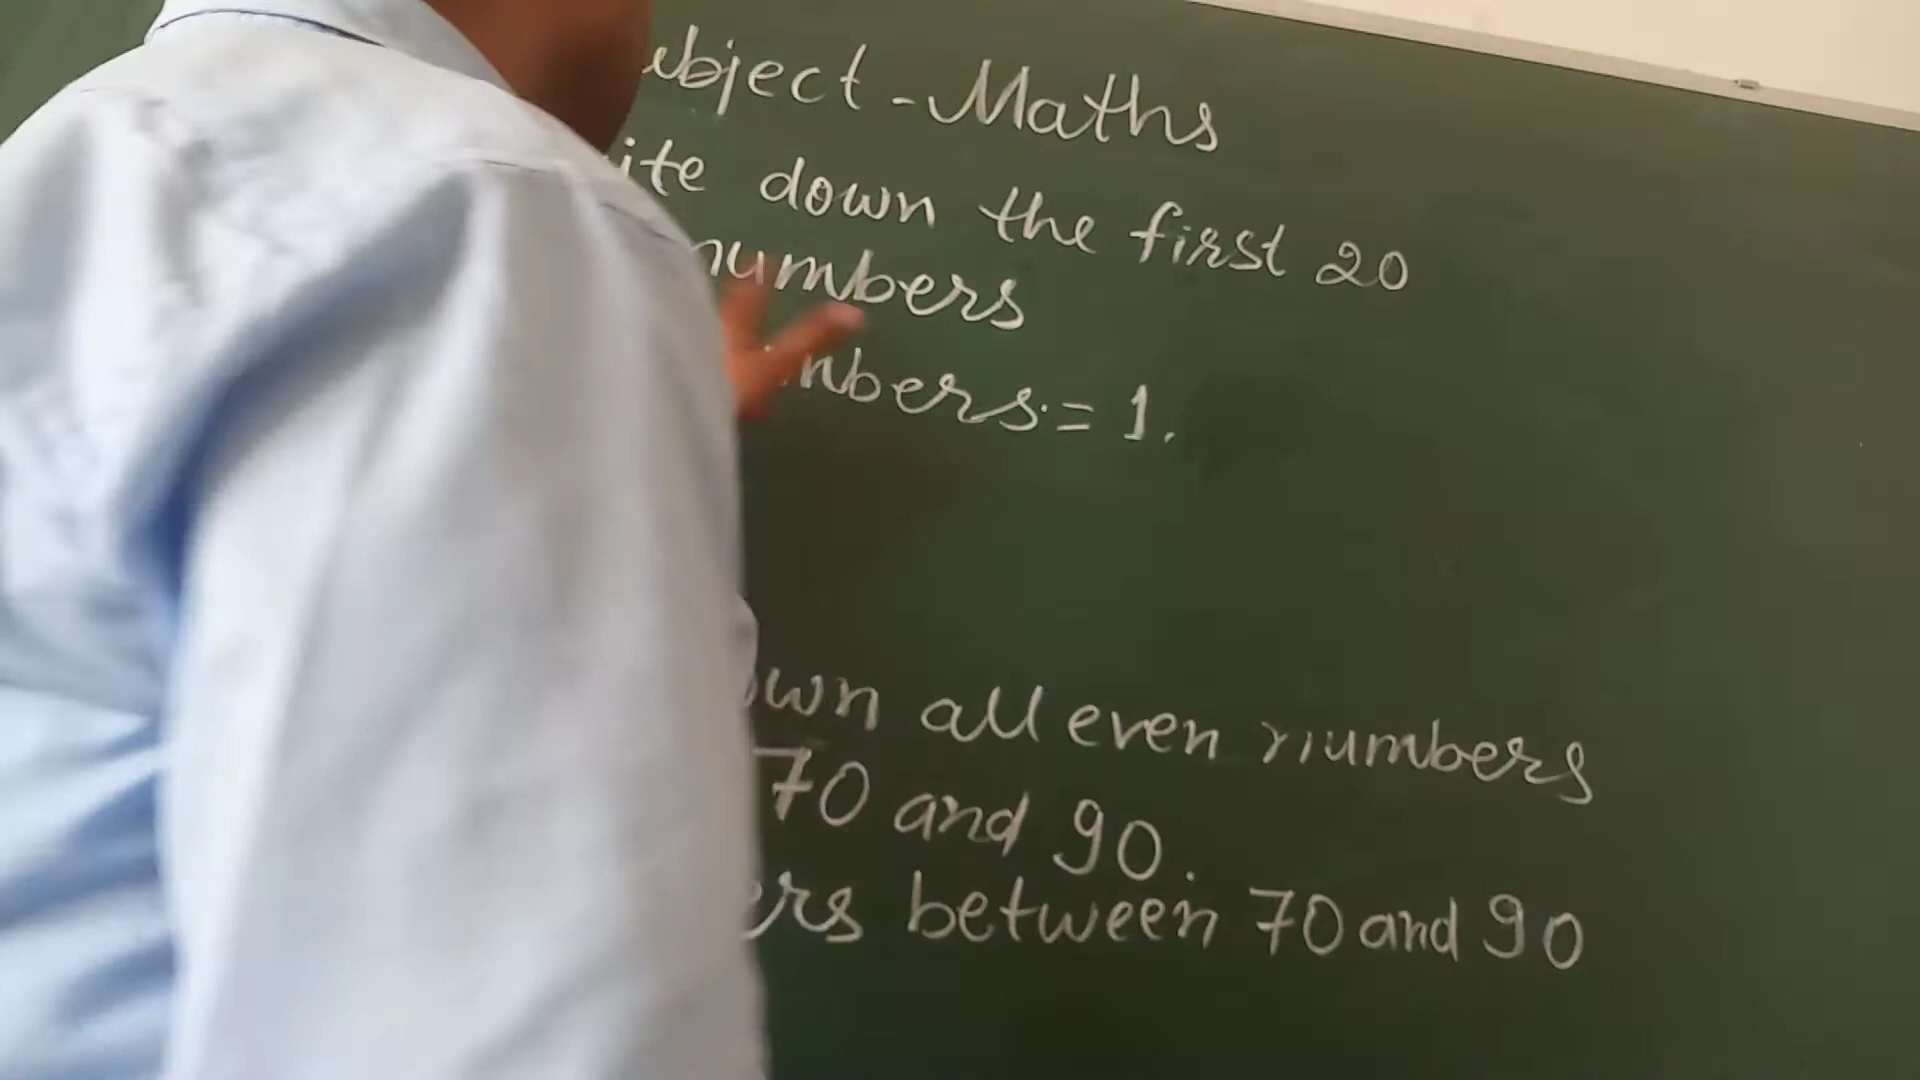 ubject - Maths
ite down the first 20
numbers
mbers = 1.
own all even numbers
70 and 90.
ers between 70 and 90